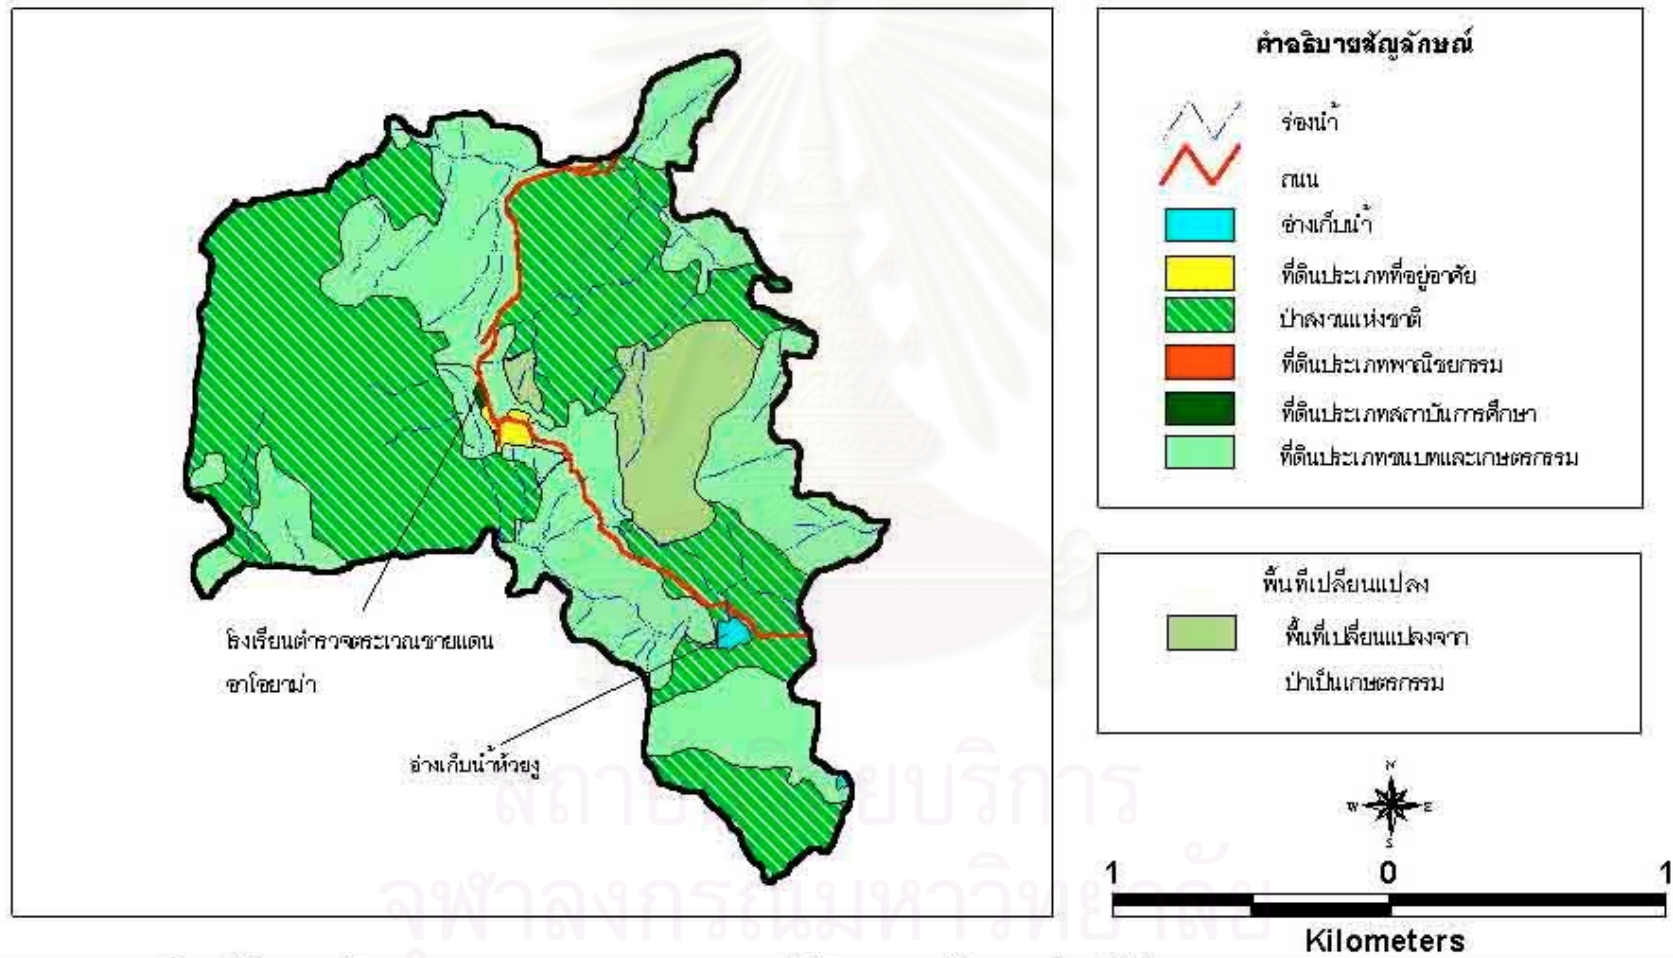 คำอธิบายสัญลักษณ์
ร่องน้ำ
ถนน
อ่างเก็บน้ำ
ที่ดินประเภทที่อยู่อาศัย
ป่าสงวนแห่งชาติ
ที่ดินประเภทพาณิชยกรรม
ที่ดินประเภทสถาบันการศึกษา
ที่ดินประเภทชนบทและเกษตรกรรม
พื้นที่เปลี่ยนแปลง
พื้นที่เปลี่ยนแปลงจาก
ป่าเป็นเกษตรกรรม
โรงเรียนตำรวจตระเวนชายแดน
อาโอยาม่า
อ่างเก็บน้ำห้วยงู
N
W E
S
1 0 1
Kilometers
สถาบันวิทยบริการ
จุฬาลงกรณ์มหาวิทยาลัย